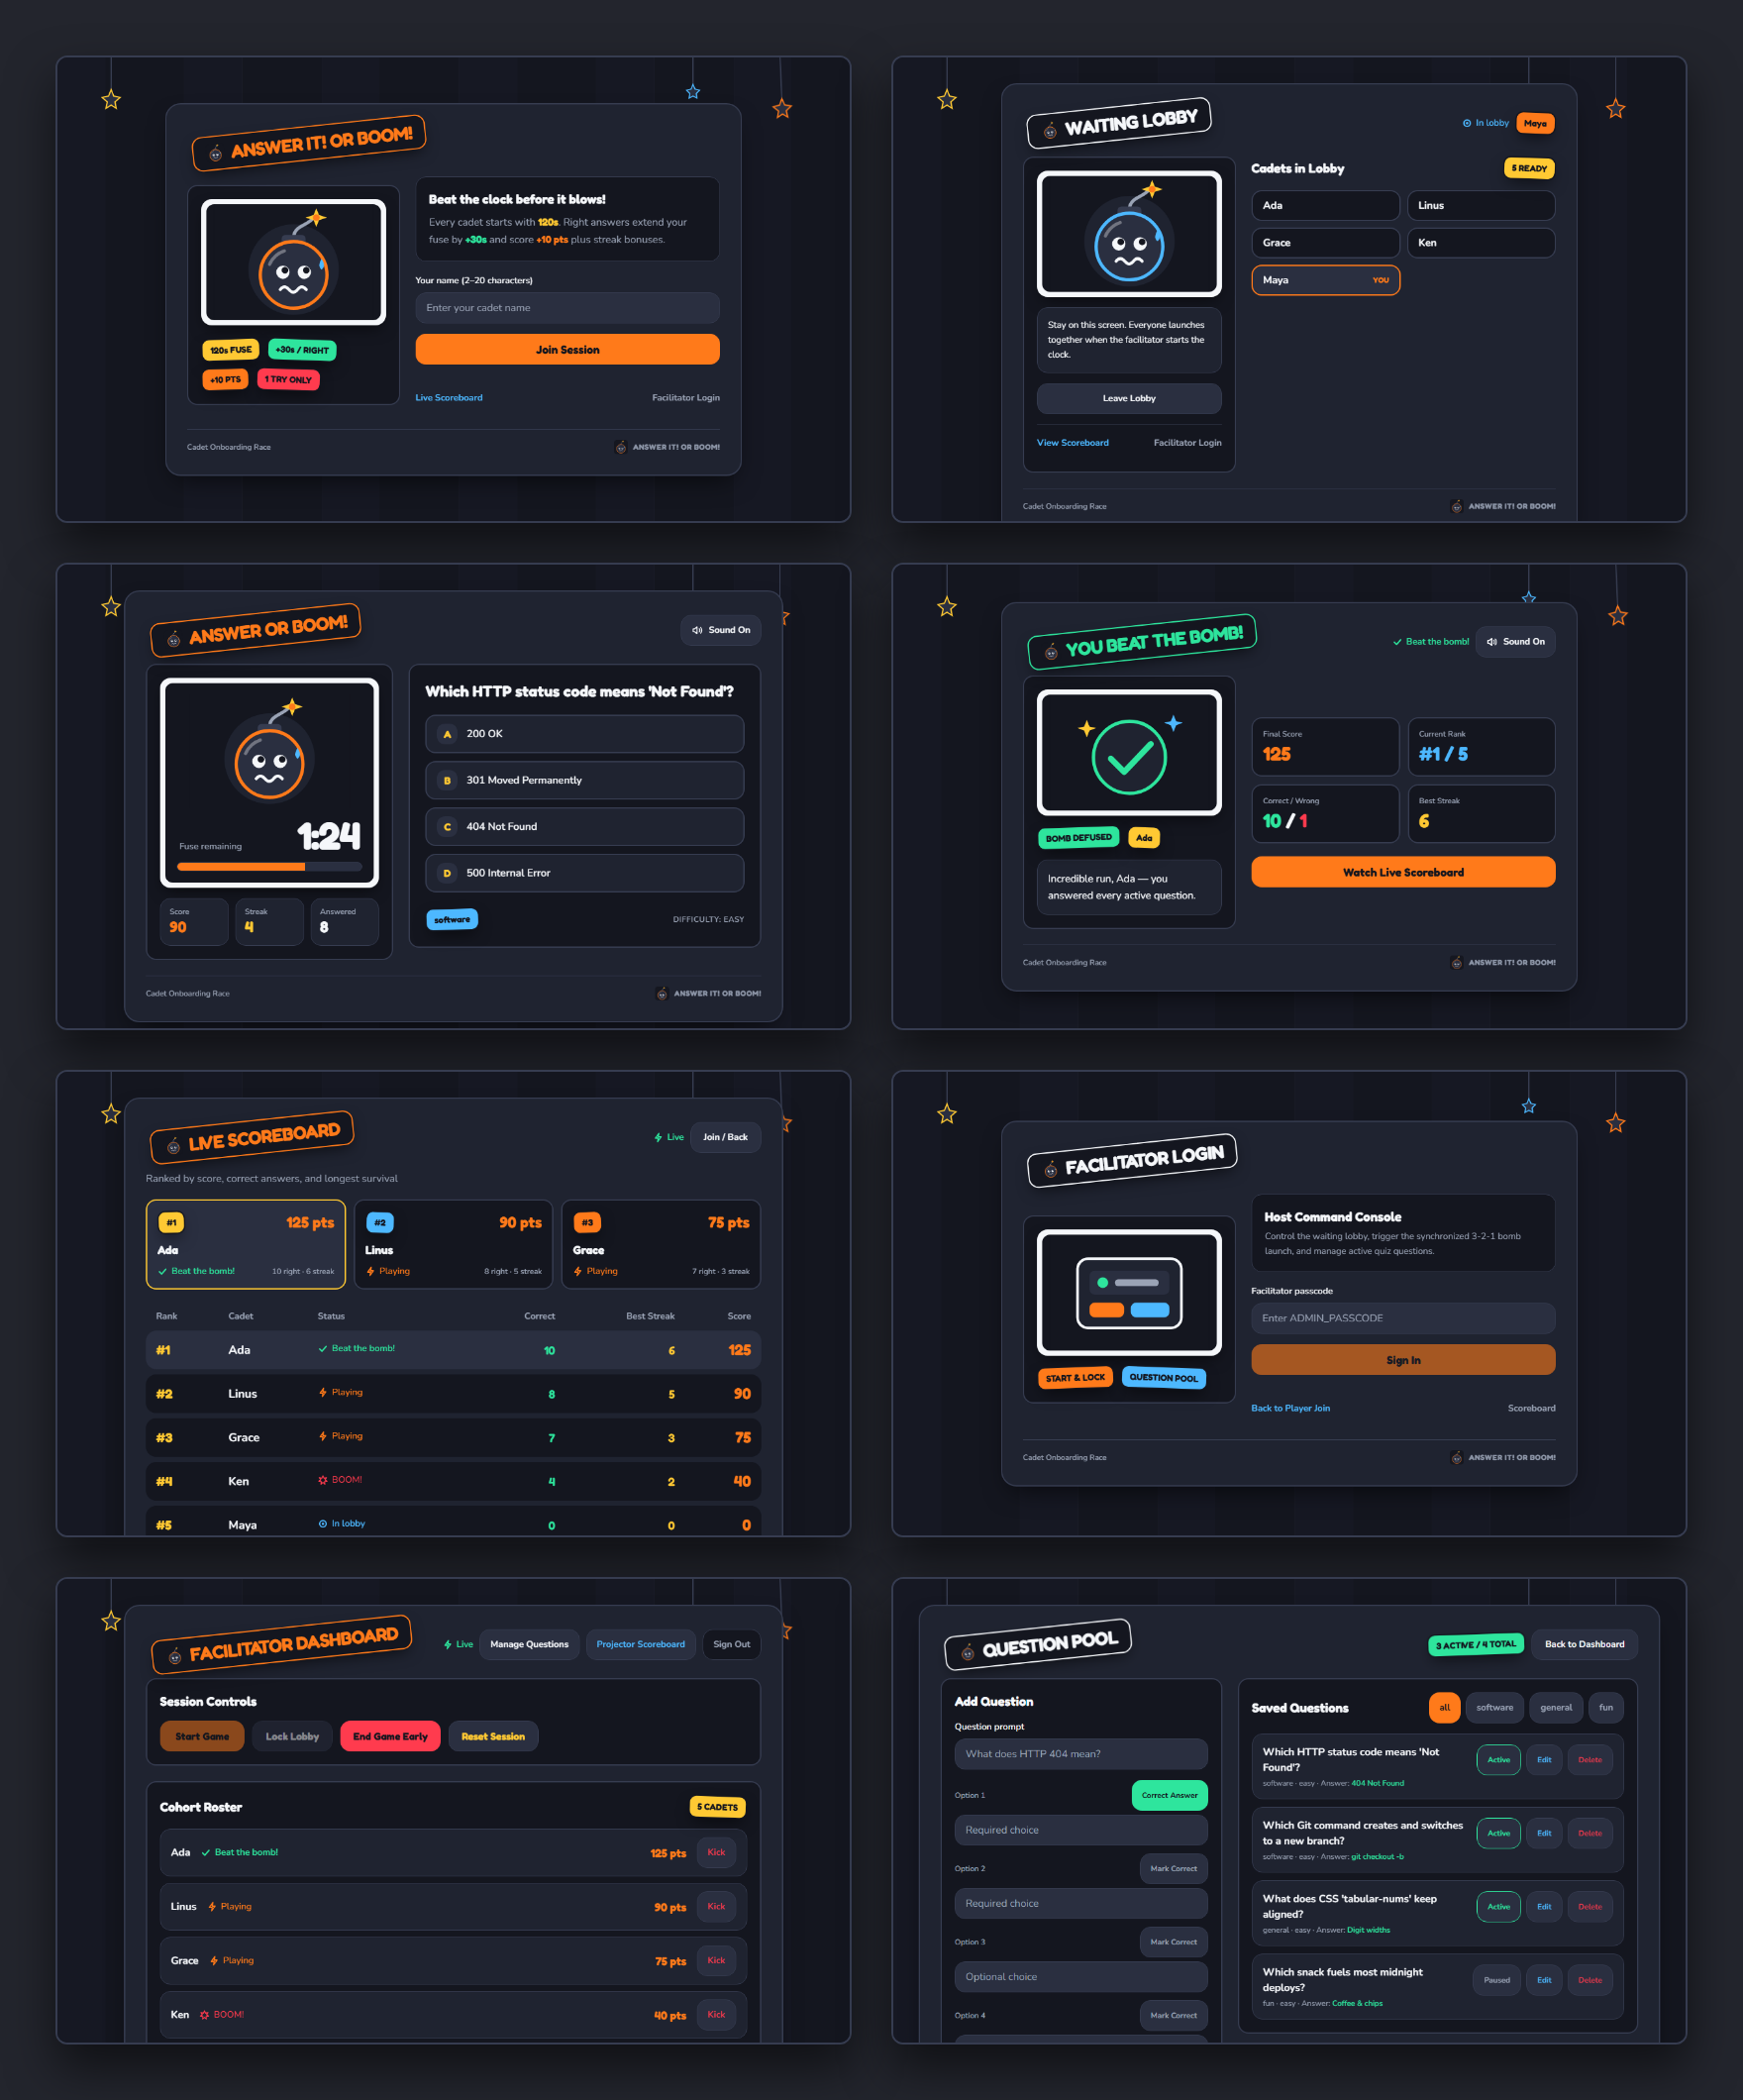 ANSWER IT! OR BOOM!
120s FUSE
+30s / RIGHT
+10 PTS
1 TRY ONLY
Beat the clock before it blows!
Every cadet starts with 120s. Right answers extend your
fuse by +30s and score +10 pts plus streak bonuses.
Your name (2–20 characters)
Enter your cadet name
Join Session
Live Scoreboard
Facilitator Login
Cadet Onboarding Race
ANSWER IT! OR BOOM!
WAITING LOBBY
In lobby
Maya
Stay on this screen. Everyone launches
together when the facilitator starts the
clock.
Leave Lobby
View Scoreboard
Facilitator Login
Cadets in Lobby
5 READY
Ada
Linus
Grace
Ken
Maya
YOU
Cadet Onboarding Race
ANSWER IT! OR BOOM!
ANSWER OR BOOM!
Sound On
Fuse remaining
1:24
Score
90
Streak
4
Answered
8
Which HTTP status code means 'Not Found'?
A 200 OK
B 301 Moved Permanently
C 404 Not Found
D 500 Internal Error
software
DIFFICULTY: EASY
Cadet Onboarding Race
ANSWER IT! OR BOOM!
YOU BEAT THE BOMB!
Beat the bomb!
Sound On
BOMB DEFUSED
Ada
Incredible run, Ada — you
answered every active question.
Final Score
125
Current Rank
#1 / 5
Correct / Wrong
10 / 1
Best Streak
6
Watch Live Scoreboard
Cadet Onboarding Race
ANSWER IT! OR BOOM!
LIVE SCOREBOARD
Live
Join / Back
Ranked by score, correct answers, and longest survival
#1 125 pts
Ada
Beat the bomb! 10 right · 6 streak
#2 90 pts
Linus
Playing 8 right · 5 streak
#3 75 pts
Grace
Playing 7 right · 3 streak
Rank Cadet Status Correct Best Streak Score
#1 Ada Beat the bomb! 10 6 125
#2 Linus Playing 8 5 90
#3 Grace Playing 7 3 75
#4 Ken BOOM! 4 2 40
#5 Maya In lobby 0 0 0
FACILITATOR LOGIN
START & LOCK
QUESTION POOL
Host Command Console
Control the waiting lobby, trigger the synchronized 3-2-1 bomb
launch, and manage active quiz questions.
Facilitator passcode
Enter ADMIN_PASSCODE
Sign In
Back to Player Join
Scoreboard
Cadet Onboarding Race
ANSWER IT! OR BOOM!
FACILITATOR DASHBOARD
Live
Manage Questions
Projector Scoreboard
Sign Out
Session Controls
Start Game
Lock Lobby
End Game Early
Reset Session
Cohort Roster
5 CADETS
Ada Beat the bomb! 125 pts Kick
Linus Playing 90 pts Kick
Grace Playing 75 pts Kick
Ken BOOM! 40 pts Kick
QUESTION POOL
3 ACTIVE / 4 TOTAL
Back to Dashboard
Add Question
Question prompt
What does HTTP 404 mean?
Option 1
Correct Answer
Required choice
Option 2
Mark Correct
Required choice
Option 3
Mark Correct
Optional choice
Option 4
Mark Correct
Saved Questions
all
software
general
fun
Which HTTP status code means 'Not
Found'?
software · easy · Answer: 404 Not Found
Active
Edit
Delete
Which Git command creates and switches
to a new branch?
software · easy · Answer: git checkout -b
Active
Edit
Delete
What does CSS 'tabular-nums' keep
aligned?
general · easy · Answer: Digit widths
Active
Edit
Delete
Which snack fuels most midnight
deploys?
fun · easy · Answer: Coffee & chips
Paused
Edit
Delete